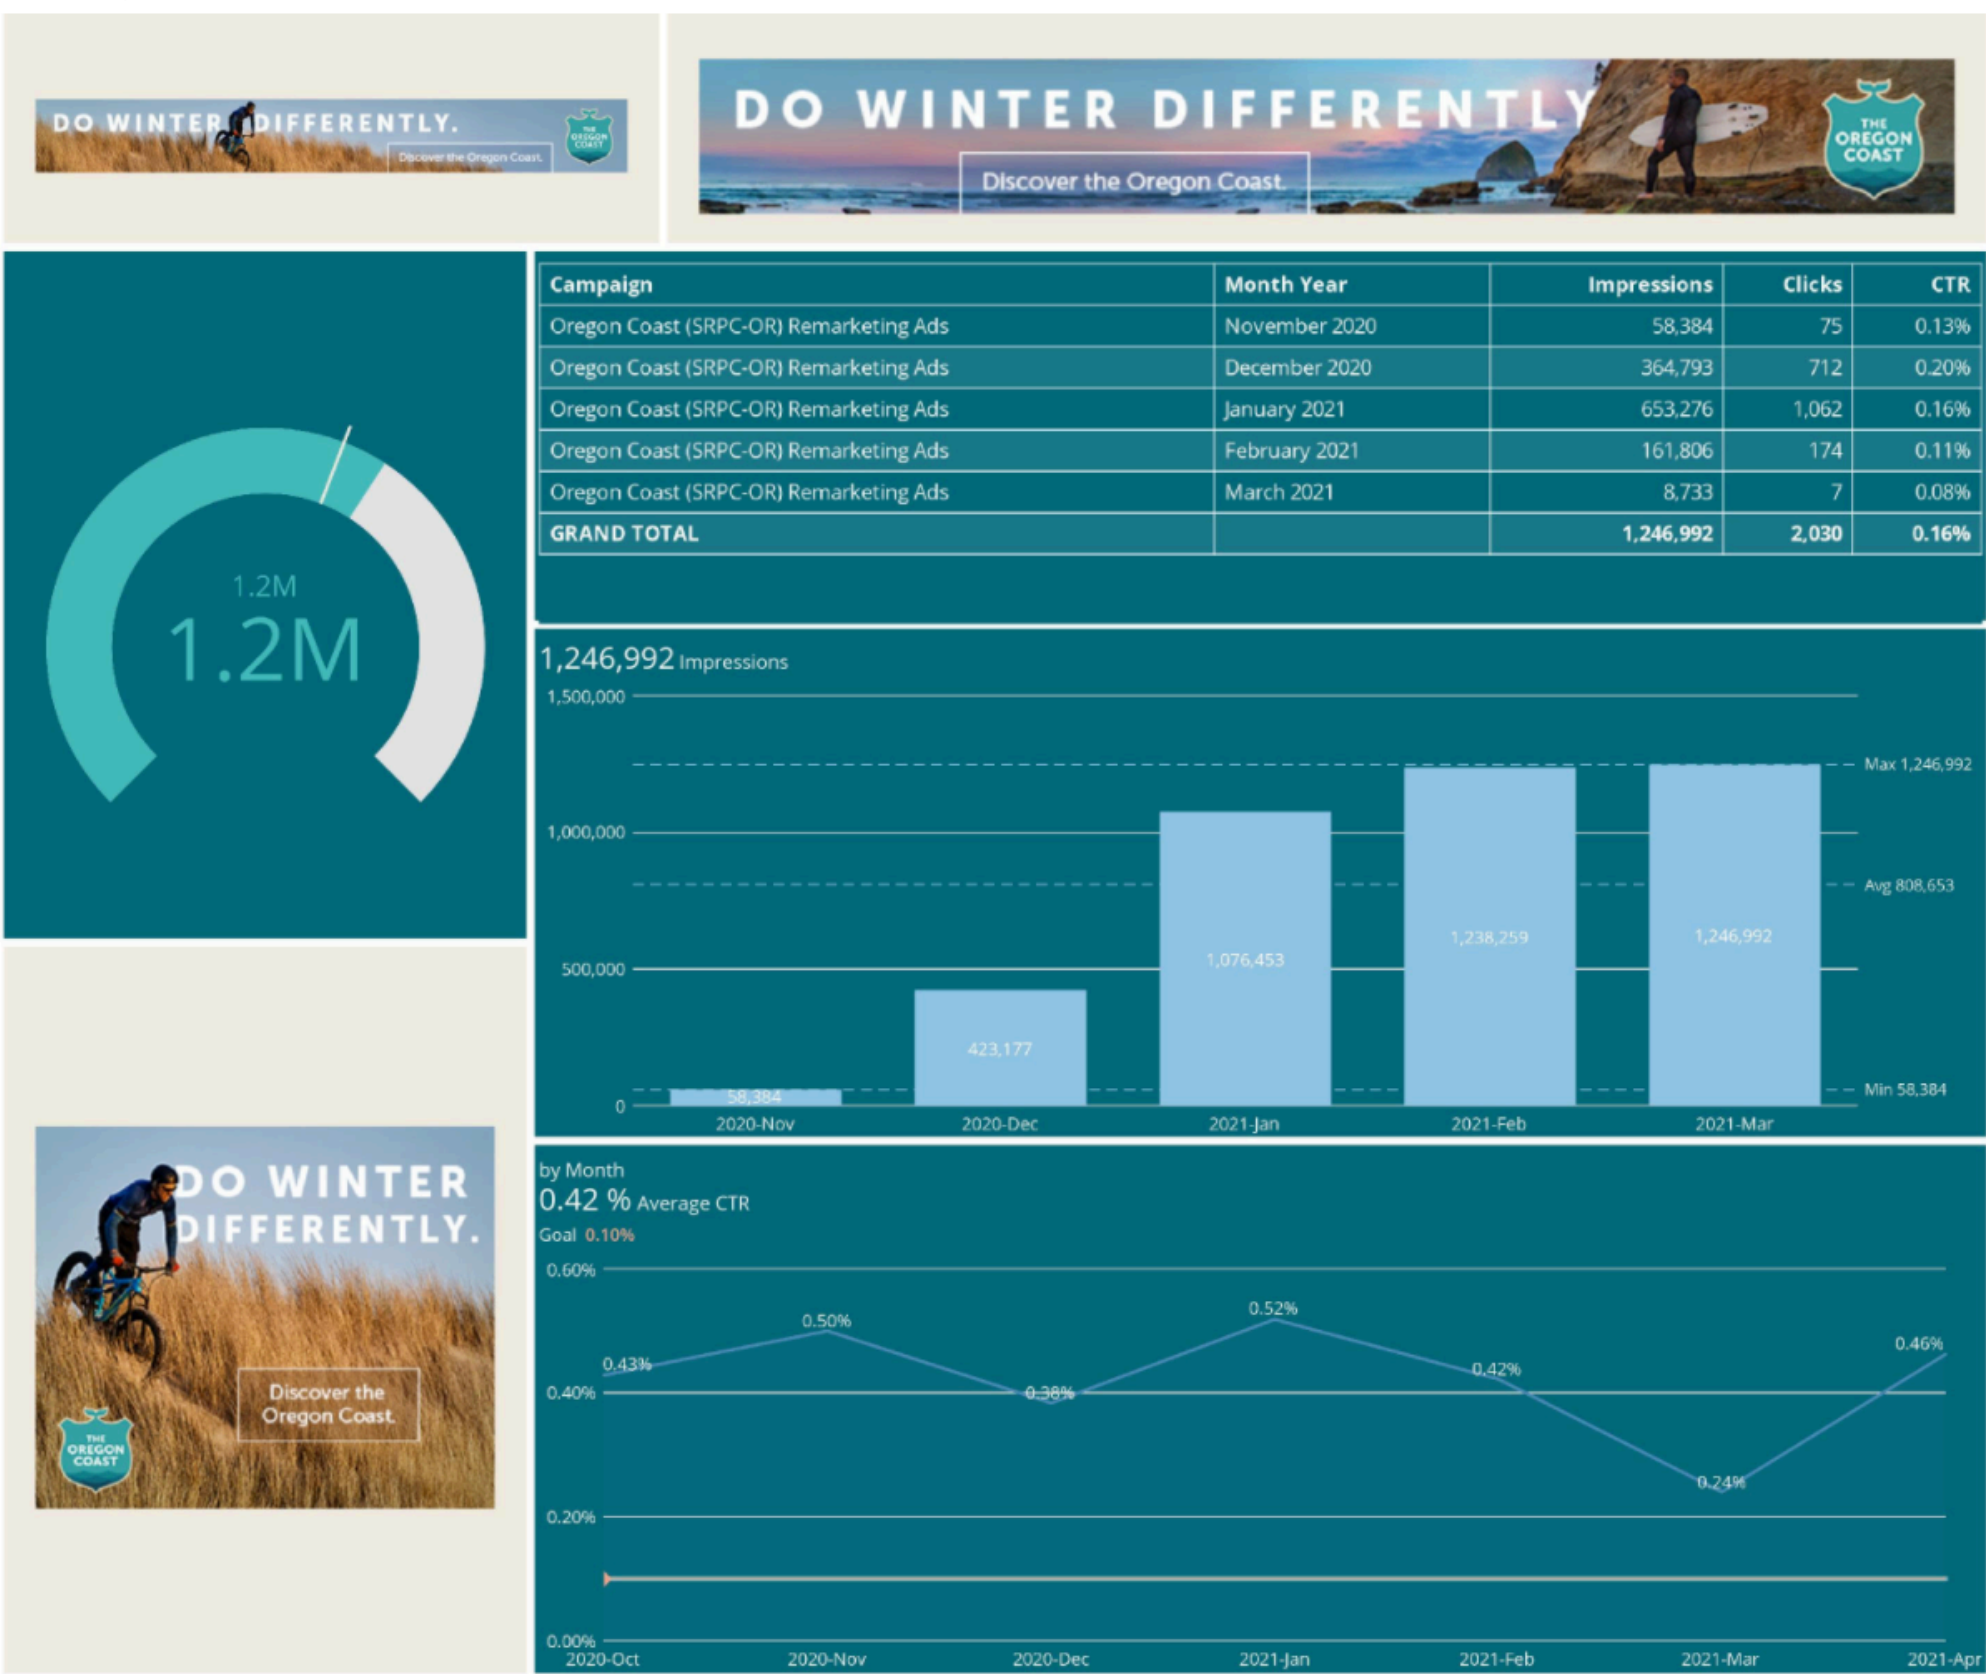 DO WINTER DIFFERENTLY.
Discover the Oregon Coast.
THE
OREGON
COAST
DO WINTER DIFFERENTLY
Discover the Oregon Coast.
THE
OREGON
COAST
1.2M
1.2M
Campaign Month Year Impressions Clicks CTR
Oregon Coast (SRPC-OR) Remarketing Ads November 2020 58,384 75 0.13%
Oregon Coast (SRPC-OR) Remarketing Ads December 2020 364,793 712 0.20%
Oregon Coast (SRPC-OR) Remarketing Ads January 2021 653,276 1,062 0.16%
Oregon Coast (SRPC-OR) Remarketing Ads February 2021 161,806 174 0.11%
Oregon Coast (SRPC-OR) Remarketing Ads March 2021 8,733 7 0.08%
GRAND TOTAL 1,246,992 2,030 0.16%
1,246,992 Impressions
1,500,000
Max 1,246,992
1,000,000
Avg 808,653
1,238,259 1,246,992
1,076,453
500,000
423,177
Min 58,384
58,384
0
2020-Nov 2020-Dec 2021-Jan 2021-Feb 2021-Mar
DO WINTER
DIFFERENTLY.
Discover the
Oregon Coast.
THE
OREGON
COAST
by Month
0.42 % Average CTR
Goal 0.10%
0.60%
0.52%
0.50%
0.46%
0.43%
0.42%
0.40%
0.38%
0.24%
0.20%
0.00%
2020-Oct 2020-Nov 2020-Dec 2021-Jan 2021-Feb 2021-Mar 2021-Apr